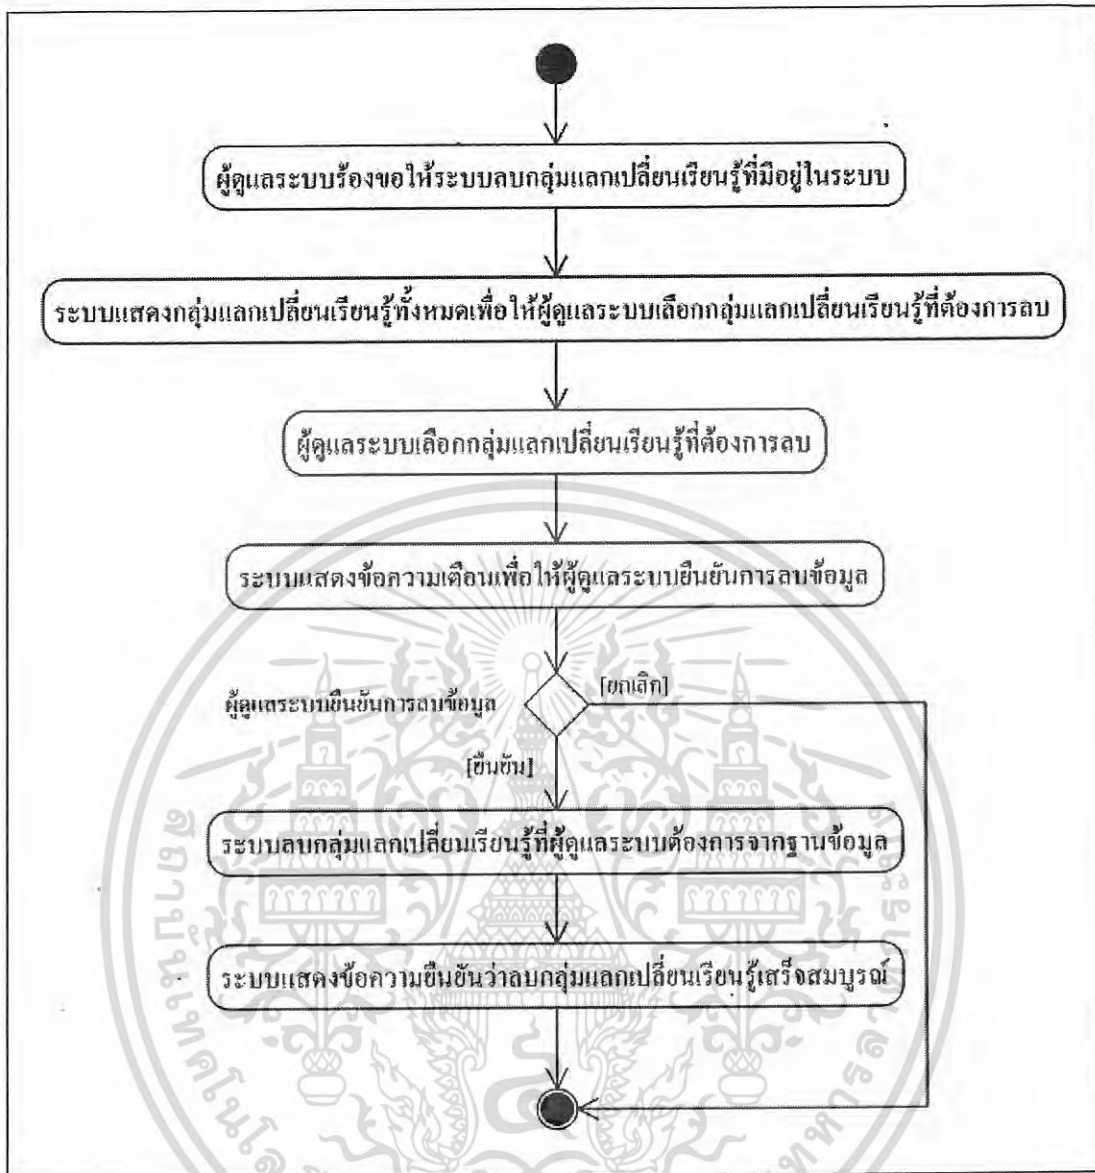 ผู้ดูแลระบบร้องขอให้ระบบลบกลุ่มแลกเปลี่ยนเรียนรู้ที่มีอยู่ในระบบ
ระบบแสดงกลุ่มแลกเปลี่ยนเรียนรู้ทั้งหมดเพื่อให้ผู้ดูแลระบบเลือกกลุ่มแลกเปลี่ยนเรียนรู้ที่ต้องการลบ
ผู้ดูแลระบบเลือกกลุ่มแลกเปลี่ยนเรียนรู้ที่ต้องการลบ
ระบบแสดงข้อความเตือนเพื่อให้ผู้ดูแลระบบยืนยันการลบข้อมูล
[ยกเลิก]
ผู้ดูแลระบบยืนยันการลบข้อมูล
[ยืนยัน]
ระบบลบกลุ่มแลกเปลี่ยนเรียนรู้ที่ผู้ดูแลระบบต้องการจากฐานข้อมูล
ระบบแสดงข้อความยืนยันว่าลบกลุ่มแลกเปลี่ยนเรียนรู้เสร็จสมบูรณ์
สถาบันเทคโนโล